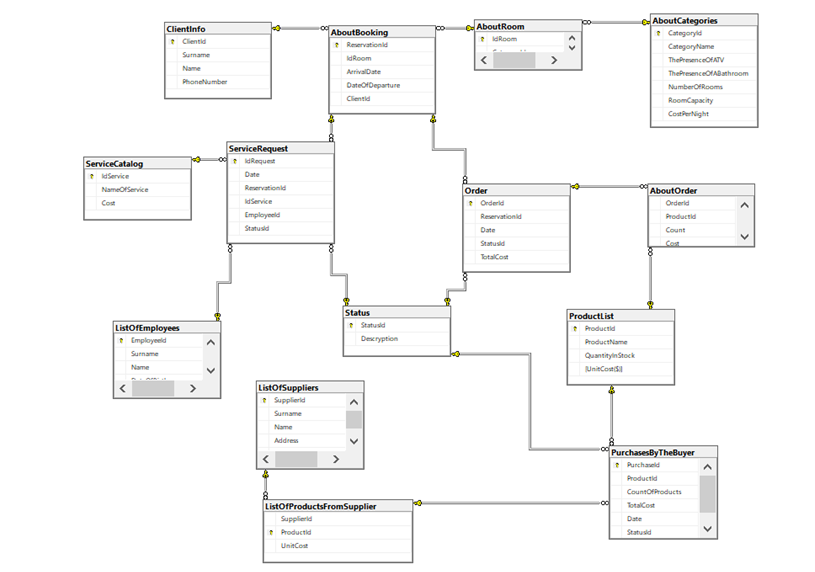 ClientInfo
ClientId
Surname
Name
PhoneNumber
AboutBooking
ReservationId
IdRoom
ArrivalDate
DateOfDeparture
ClientId
AboutRoom
IdRoom
AboutCategories
CategoryId
CategoryName
ThePresenceOfATV
ThePresenceOfABathroom
NumberOfRooms
RoomCapacity
CostPerNight
ServiceCatalog
IdService
NameOfService
Cost
ServiceRequest
IdRequest
Date
ReservationId
IdService
EmployeeId
StatusId
Order
OrderId
ReservationId
Date
StatusId
TotalCost
AboutOrder
OrderId
ProductId
Count
Cost
ListOfEmployees
EmployeeId
Surname
Name
Status
StatusId
Descryption
ProductList
ProductId
ProductName
QuantityInStock
[UnitCost($)]
ListOfSuppliers
SupplierId
Surname
Name
Address
ListOfProductsFromSupplier
SupplierId
ProductId
UnitCost
PurchasesByTheBuyer
PurchaseId
ProductId
CountOfProducts
TotalCost
Date
StatusId